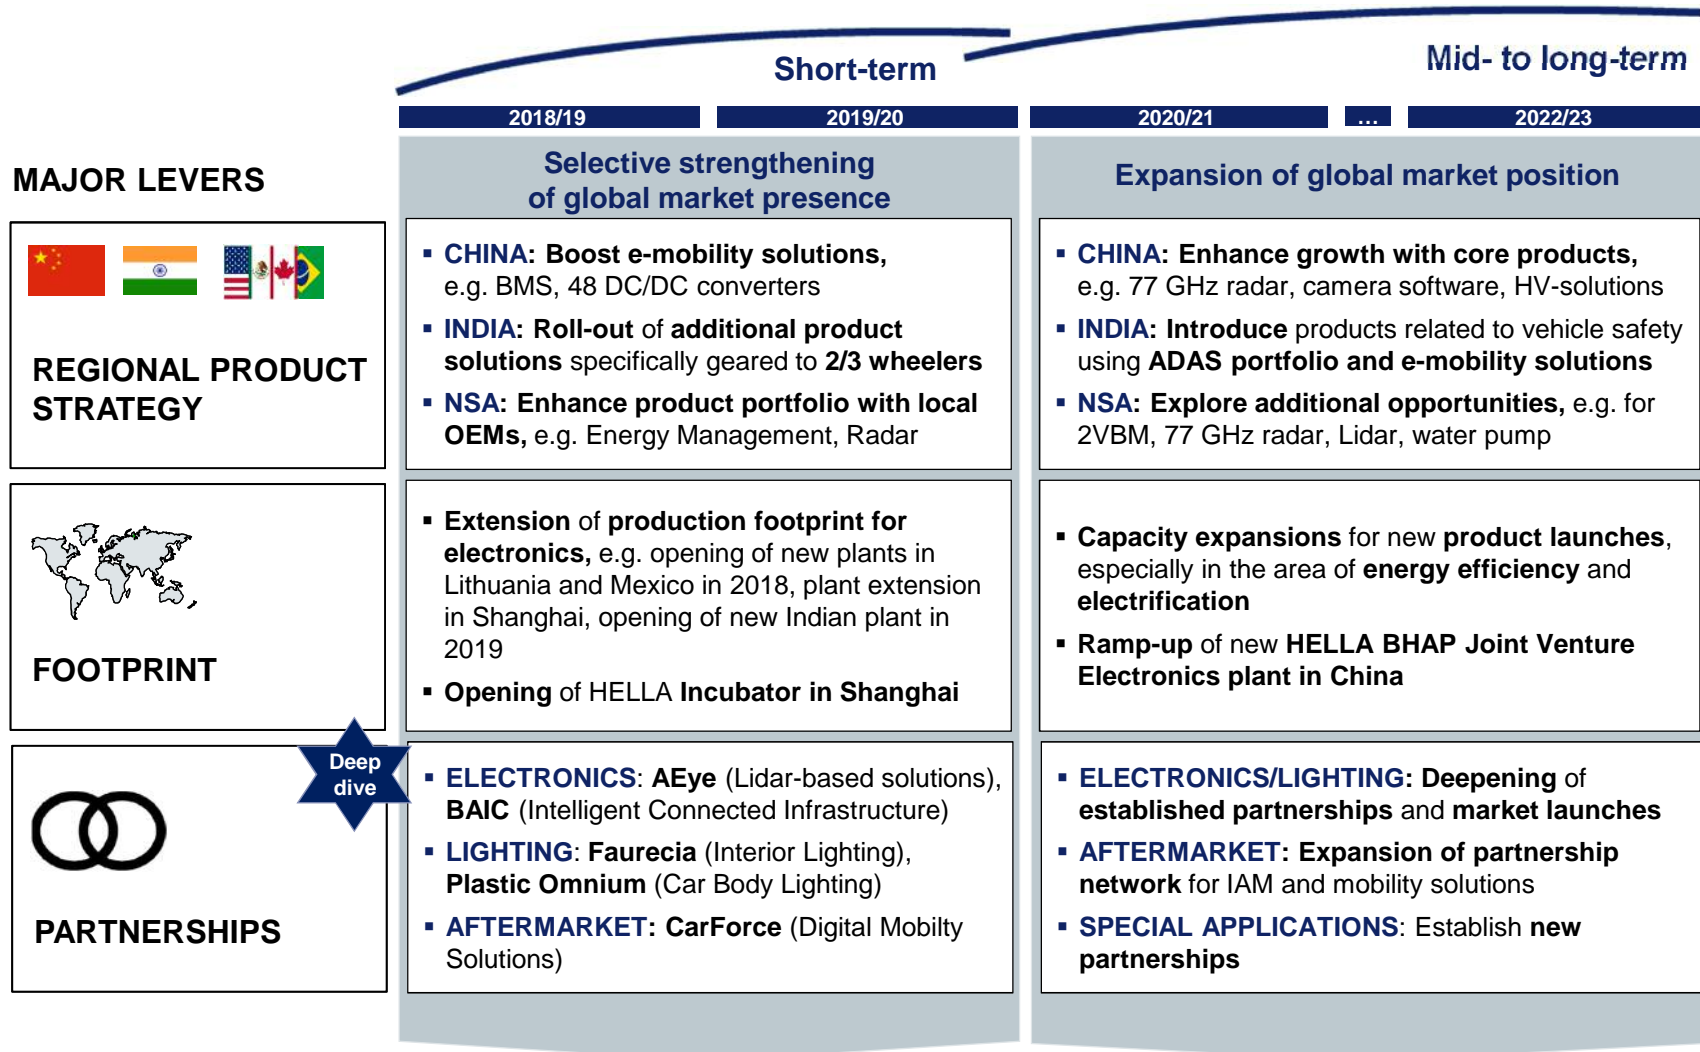 Short-term
Mid- to long-term
2018/19
2019/20
2020/21
...
2022/23
MAJOR LEVERS
Selective strengthening
of global market presence
Expansion of global market position
REGIONAL PRODUCT
STRATEGY
▪ CHINA: Boost e-mobility solutions,
e.g. BMS, 48 DC/DC converters
▪ INDIA: Roll-out of additional product
solutions specifically geared to 2/3 wheelers
▪ NSA: Enhance product portfolio with local
OEMs, e.g. Energy Management, Radar
▪ CHINA: Enhance growth with core products,
e.g. 77 GHz radar, camera software, HV-solutions
▪ INDIA: Introduce products related to vehicle safety
using ADAS portfolio and e-mobility solutions
▪ NSA: Explore additional opportunities, e.g. for
2VBM, 77 GHz radar, Lidar, water pump
FOOTPRINT
▪ Extension of production footprint for
electronics, e.g. opening of new plants in
Lithuania and Mexico in 2018, plant extension
in Shanghai, opening of new Indian plant in
2019
▪ Opening of HELLA Incubator in Shanghai
▪ Capacity expansions for new product launches,
especially in the area of energy efficiency and
electrification
▪ Ramp-up of new HELLA BHAP Joint Venture
Electronics plant in China
Deep
dive
PARTNERSHIPS
▪ ELECTRONICS: AEye (Lidar-based solutions),
BAIC (Intelligent Connected Infrastructure)
▪ LIGHTING: Faurecia (Interior Lighting),
Plastic Omnium (Car Body Lighting)
▪ AFTERMARKET: CarForce (Digital Mobilty
Solutions)
▪ ELECTRONICS/LIGHTING: Deepening of
established partnerships and market launches
▪ AFTERMARKET: Expansion of partnership
network for IAM and mobility solutions
▪ SPECIAL APPLICATIONS: Establish new
partnerships